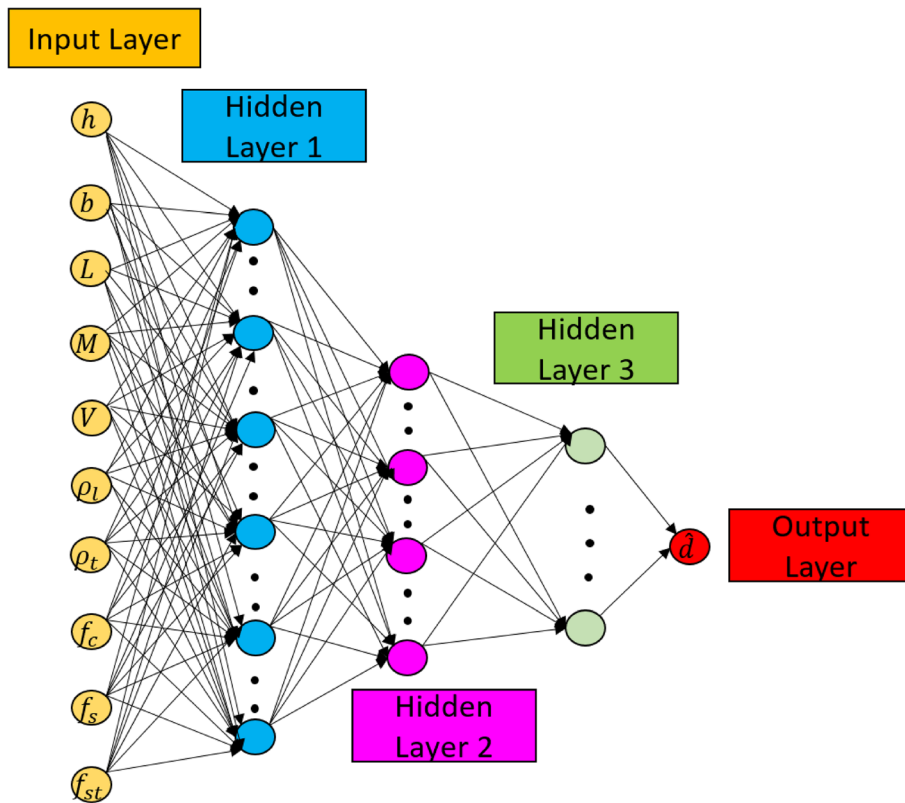 Input Layer
Hidden
Layer 1
h
b
L
M
V
ρ_l
ρ_t
f_c
f_s
f_st
Hidden
Layer 3
Output
Layer
d̂
Hidden
Layer 2